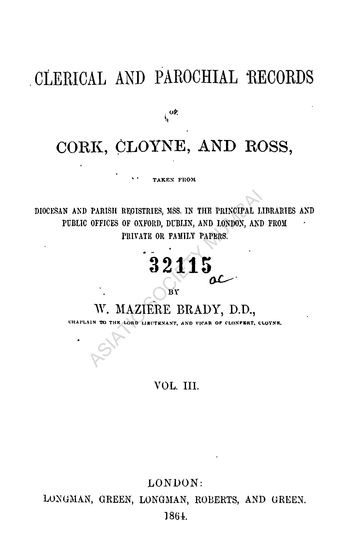 CLERICAL AND PAROCHIAL RECORDS
OF
CORK, CLOYNE, AND ROSS,
TAKEN FROM
DIOCESAN AND PARISH REGISTRIES, MSS. IN THE PRINCIPAL LIBRARIES AND
PUBLIC OFFICES OF OXFORD, DUBLIN, AND LONDON, AND FROM
PRIVATE OR FAMILY PAPERS.
32115
BY
W. MAZIERE BRADY, D.D.,
CHAPLAIN TO THE LORD LIEUTENANT, AND VICAR OF CLONFERT, CLOYNE.
VOL. III.
LONDON:
LONGMAN, GREEN, LONGMAN, ROBERTS, AND GREEN.
1864.
ASIATIC SOCIETY MUMBAI